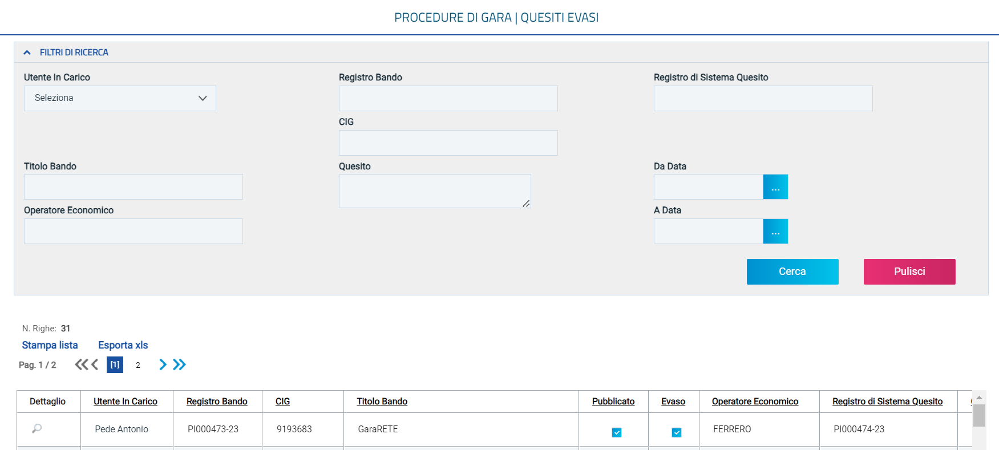 PROCEDURE DI GARA | QUESITI EVASI
FILTRI DI RICERCA
Utente In Carico
Registro Bando
Registro di Sistema Quesito
Seleziona
CIG
Titolo Bando
Quesito
Da Data
...
Operatore Economico
A Data
...
Cerca
Pulisci
N. Righe: 31
Stampa lista
Esporta xls
Pag. 1 / 2
[1]
2
Dettaglio
Utente In Carico
Registro Bando
CIG
Titolo Bando
Pubblicato
Evaso
Operatore Economico
Registro di Sistema Quesito
Pede Antonio
PI000473-23
9193683
GaraRETE
FERRERO
PI000474-23